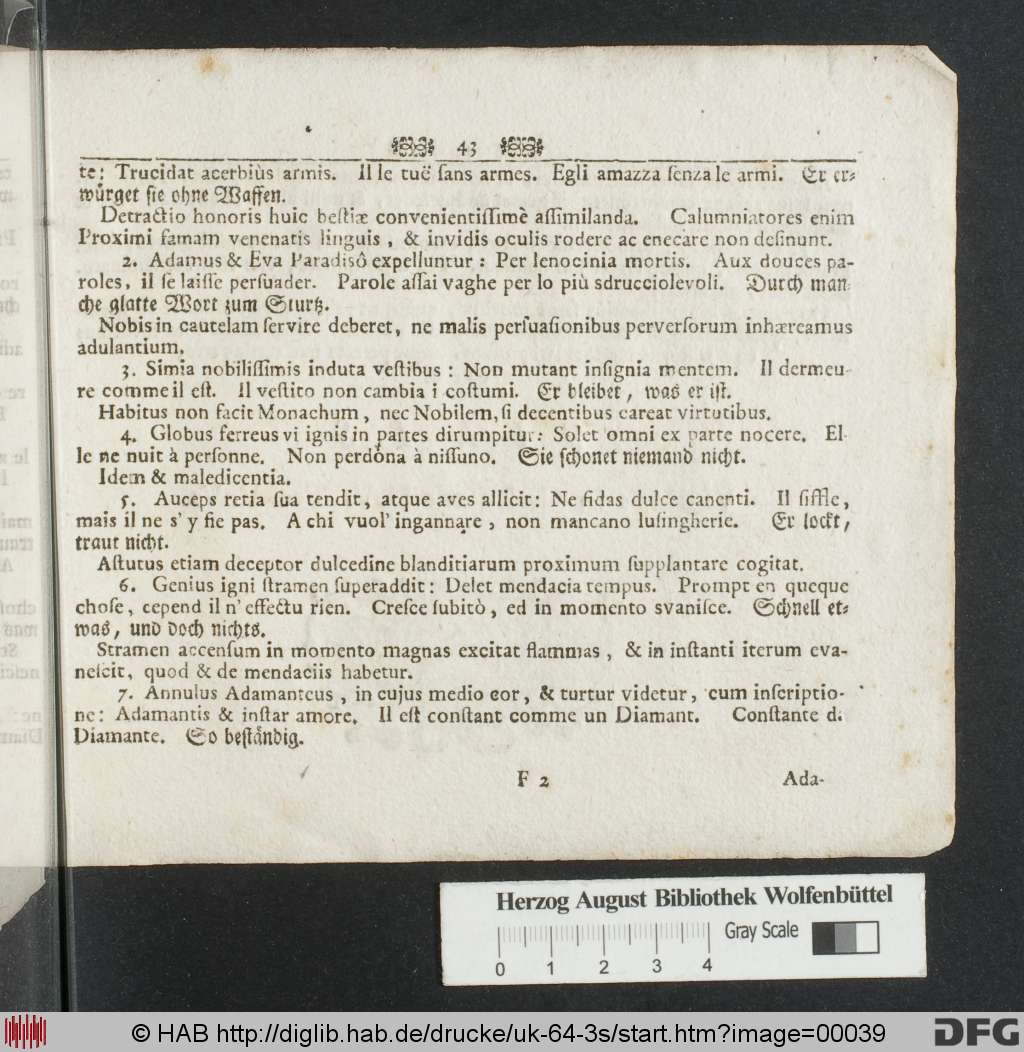 43
te: Trucidat acerbiùs armis. Il le tuë ſans armes. Egli amazza ſenza le armi. Er er⸗
wuͤrget ſie ohne Waffen.
Detractio honoris huic beſtiæ convenientiſſimè aſſimilanda. Calumniatores enim
Proximi famam venenatis linguis, & invidis oculis rodere ac enecare non deſinunt.
2. Adamus & Eva Paradisô expelluntur: Per lenocinia mortis. Aux douces pa-
roles, il ſe laiſſe perſuader. Parole aſſai vaghe per lo più sdrucciolevoli. Durch man⸗
che glatte Wort zum Sturtz.
Nobis in cautelam ſervire deberet, ne malis perſuaſionibus perverſorum inhæreamus
adulantium.
3. Simia nobiliſſimis induta veſtibus: Non mutant inſignia mentem. Il dermeu-
re comme il eſt. Il veſtito non cambia i coſtumi. Er bleibet, was er iſt.
Habitus non facit Monachum, nec Nobilem, ſi decentibus careat virtutibus.
4. Globus ferreus vi ignis in partes dirumpitur: Solet omni ex parte nocere. El-
le ne nuit à perſonne. Non perdona à niſſuno. Sie ſchonet niemand nicht.
Idem & maledicentia.
5. Auceps retia ſua tendit, atque aves allicit: Ne fidas dulce canenti. Il ſiffle,
mais il ne s' y fie pas. A chi vuol' ingannare, non mancano luſingherie. Er lockt,
traut nicht.
Aſtutus etiam deceptor dulcedine blanditiarum proximum ſupplantare cogitat.
6. Genius igni ſtramen ſuperaddit: Delet mendacia tempus. Prompt en queque
choſe, cepend il n' effectu rien. Creſce ſubitò, ed in momento svaniſce. Schnell et⸗
was, und doch nichts.
Stramen accenſum in momento magnas excitat flammas, & in inſtanti iterum eva-
neſcit, quod & de mendaciis habetur.
7. Annulus Adamanteus, in cujus medio cor, & turtur videtur, cum inſcriptio-
ne: Adamantis & inſtar amore. Il eſt conſtant comme un Diamant. Conſtante di
Diamante. So beſtaͤndig.
F 2 Ada-
Herzog August Bibliothek Wolfenbüttel
Gray Scale
0 1 2 3 4
© HAB http://diglib.hab.de/drucke/uk-64-3s/start.htm?image=00039
DFG